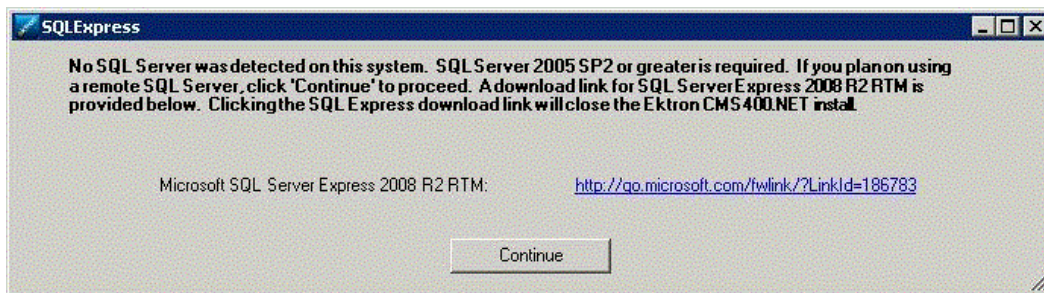 SQLExpress
No SQL Server was detected on this system. SQL Server 2005 SP2 or greater is required. If you plan on using
a remote SQL Server, click 'Continue' to proceed. A download link for SQL Server Express 2008 R2 RTM is
provided below. Clicking the SQL Express download link will close the Ektron CMS400.NET install.
Microsoft SQL Server Express 2008 R2 RTM: http://go.microsoft.com/fwlink/?LinkId=186783
Continue